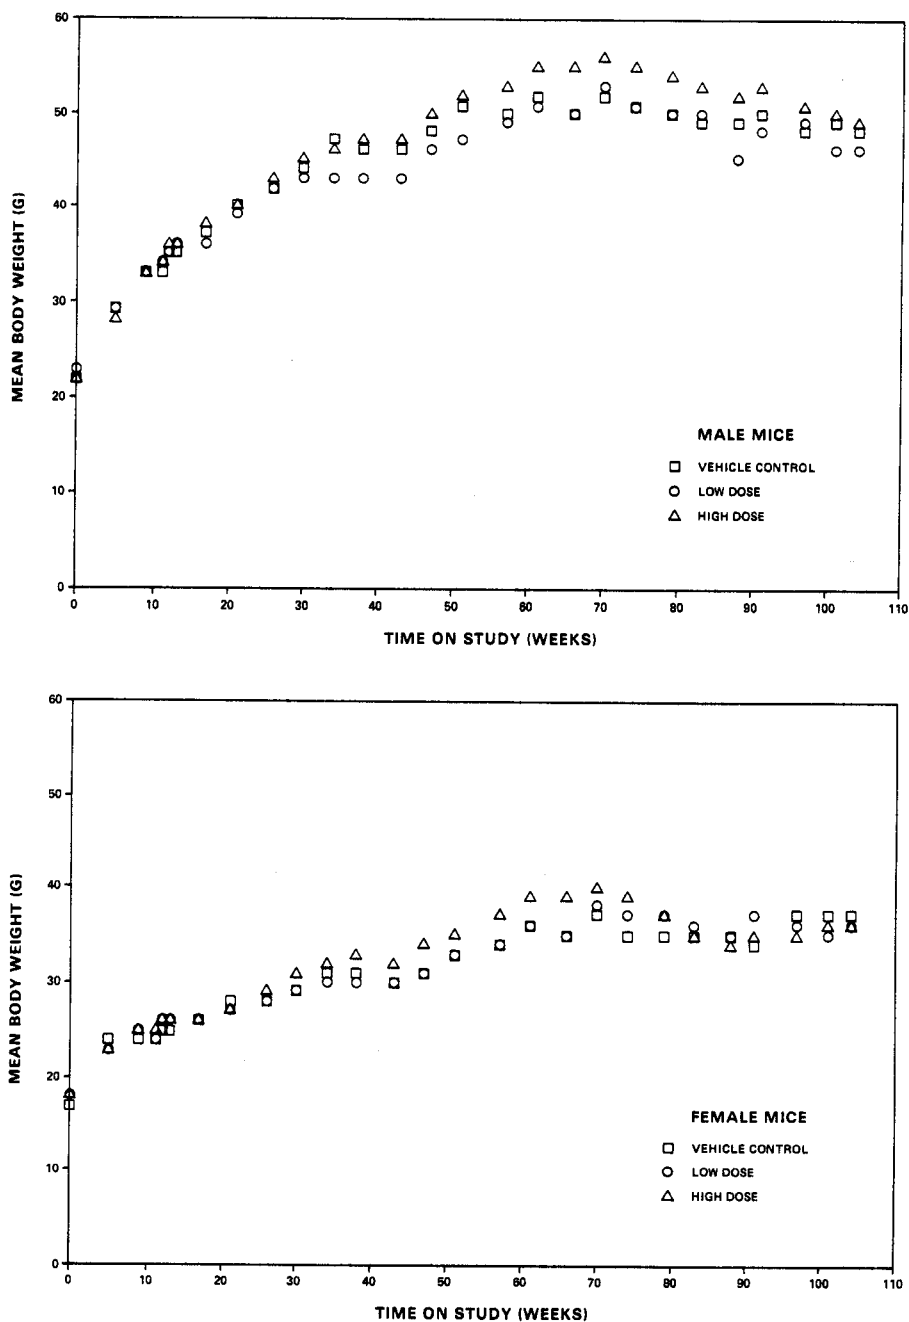 60
50
40
30
20
10
0
MEAN BODY WEIGHT (G)
MALE MICE
VEHICLE CONTROL
LOW DOSE
HIGH DOSE
0 10 20 30 40 50 60 70 80 90 100 110
TIME ON STUDY (WEEKS)
60
50
40
30
20
10
0
MEAN BODY WEIGHT (G)
FEMALE MICE
VEHICLE CONTROL
LOW DOSE
HIGH DOSE
0 10 20 30 40 50 60 70 80 90 100 110
TIME ON STUDY (WEEKS)